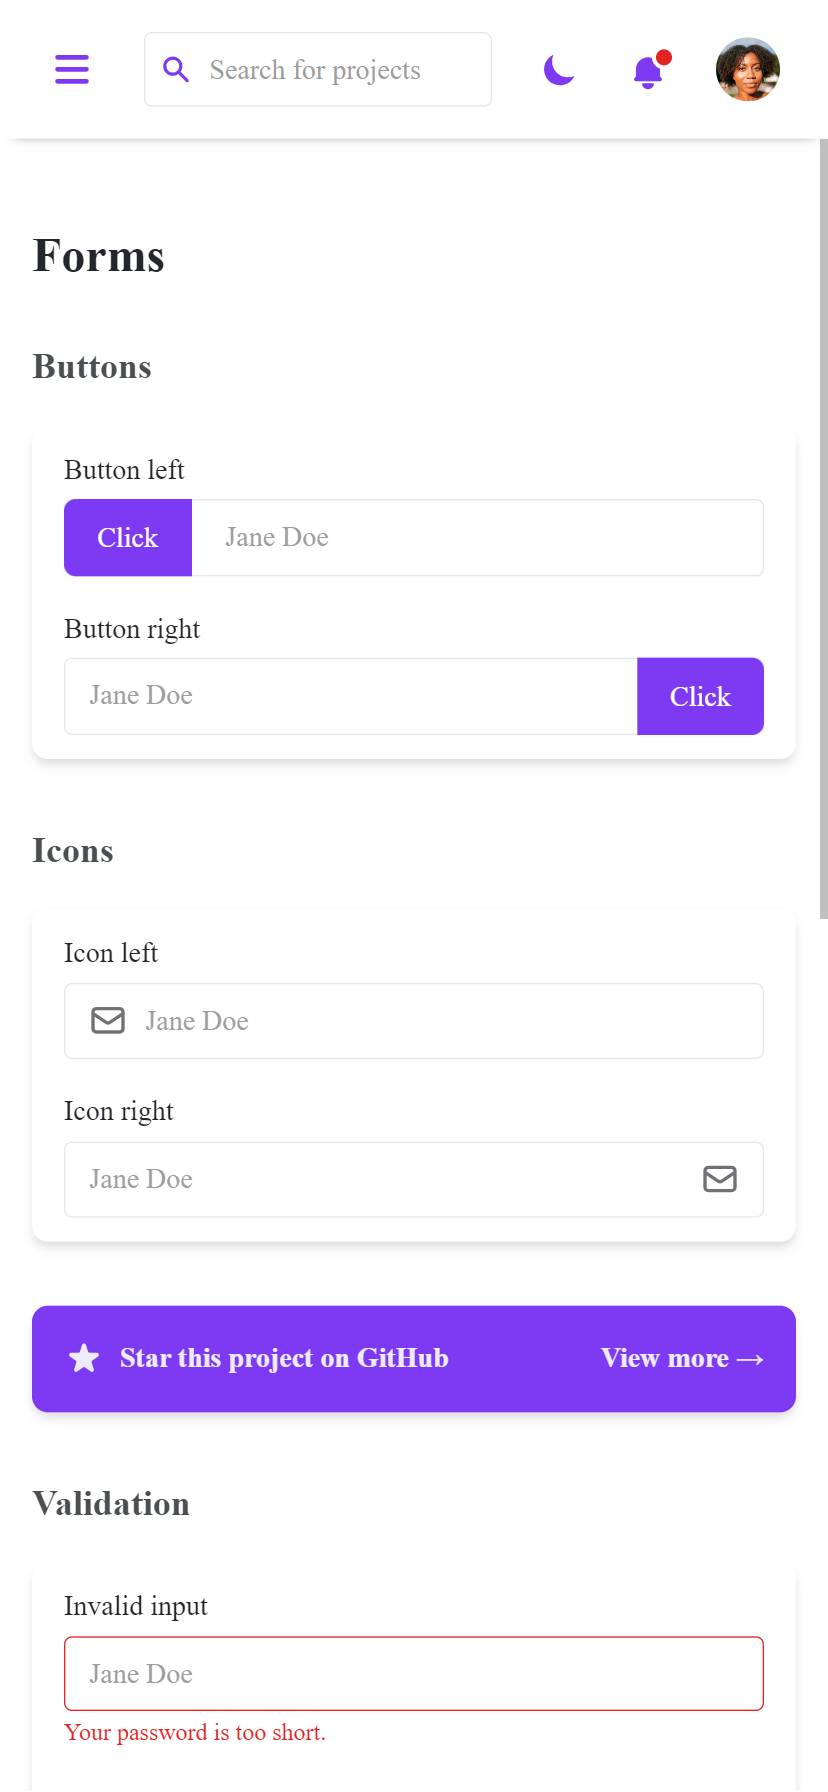 Search for projects
Forms
Buttons
Button left
Click
Jane Doe
Button right
Jane Doe
Click
Icons
Icon left
Jane Doe
Icon right
Jane Doe
Star this project on GitHub
View more →
Validation
Invalid input
Jane Doe
Your password is too short.